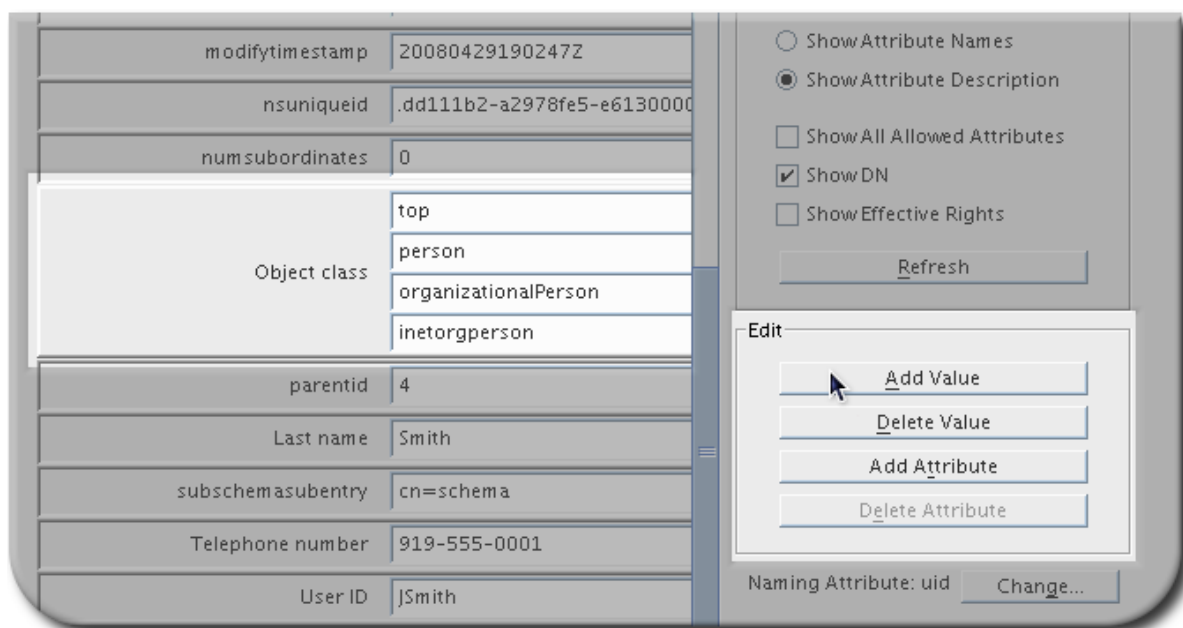 modifytimestamp 20080429190247Z
nsuniqueid .dd111b2-a2978fe5-e6130000
numsubordinates 0
Object class
top
person
organizationalPerson
inetorgperson
parentid 4
Last name Smith
subschemasubentry cn=schema
Telephone number 919-555-0001
User ID JSmith
Show Attribute Names
Show Attribute Description
Show All Allowed Attributes
Show DN
Show Effective Rights
Refresh
Edit
Add Value
Delete Value
Add Attribute
Delete Attribute
Naming Attribute: uid Change...